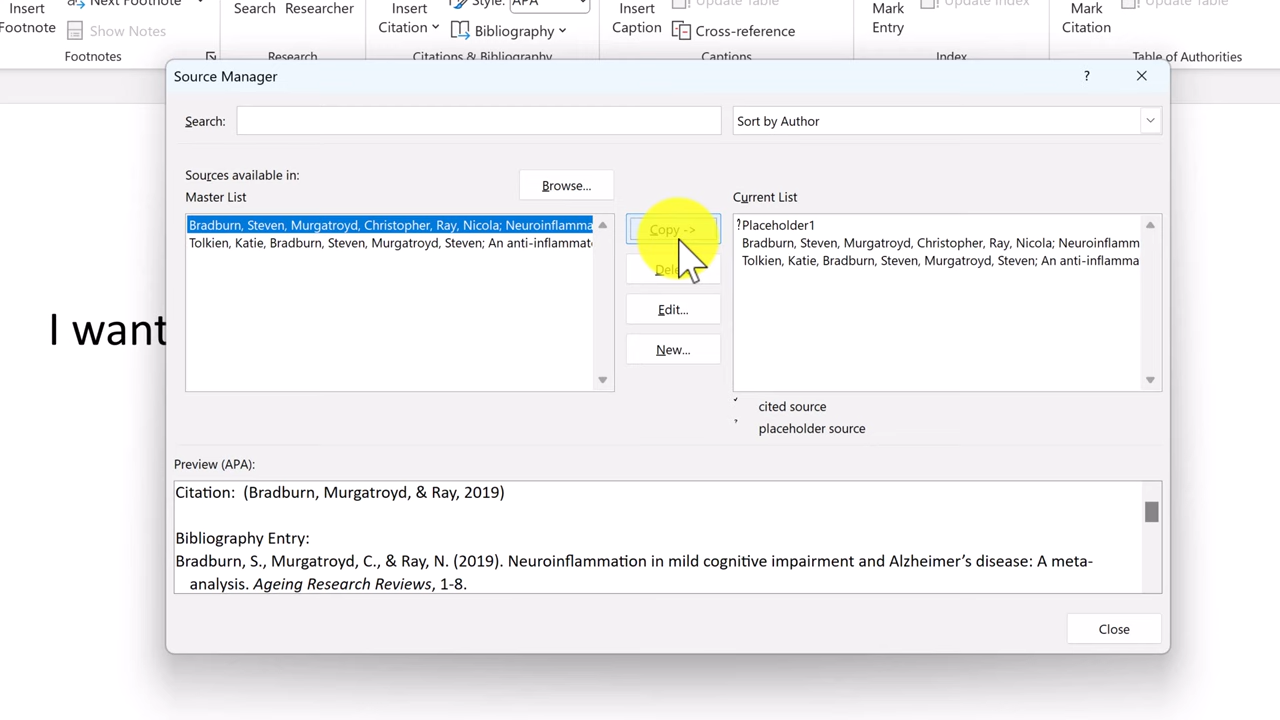 Next Footnote
Style: APA
Update Table
Update Index
Update Table
Insert
Footnote
Search
Researcher
Insert
Citation
Insert
Caption
Mark
Entry
Mark
Citation
Show Notes
Bibliography
Cross-reference
Footnotes
Research
Citations & Bibliography
Captions
Index
Table of Authorities
Source Manager
?
Search:
Sort by Author
Sources available in:
Master List
Browse...
Current List
Bradburn, Steven, Murgatroyd, Christopher, Ray, Nicola; Neuroinflamma
Tolkien, Katie, Bradburn, Steven, Murgatroyd, Steven; An anti-inflammat
Copy ->
Dele
Edit...
New...
?Placeholder1
Bradburn, Steven, Murgatroyd, Christopher, Ray, Nicola; Neuroinflamm
Tolkien, Katie, Bradburn, Steven, Murgatroyd, Steven; An anti-inflamma
cited source
placeholder source
I want
Preview (APA):
Citation: (Bradburn, Murgatroyd, & Ray, 2019)
Bibliography Entry:
Bradburn, S., Murgatroyd, C., & Ray, N. (2019). Neuroinflammation in mild cognitive impairment and Alzheimer’s disease: A meta-
analysis. Ageing Research Reviews, 1-8.
Close